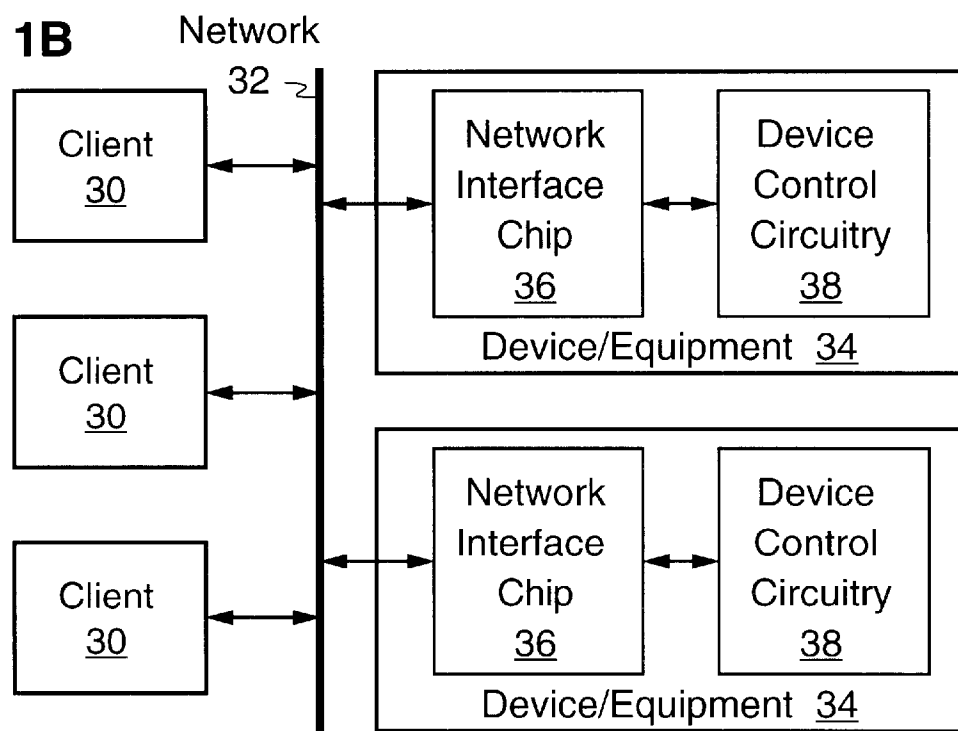 1B
Network
32
Client
30
Client
30
Client
30
Network
Interface
Chip
36
Device
Control
Circuitry
38
Device/Equipment 34
Network
Interface
Chip
36
Device
Control
Circuitry
38
Device/Equipment 34